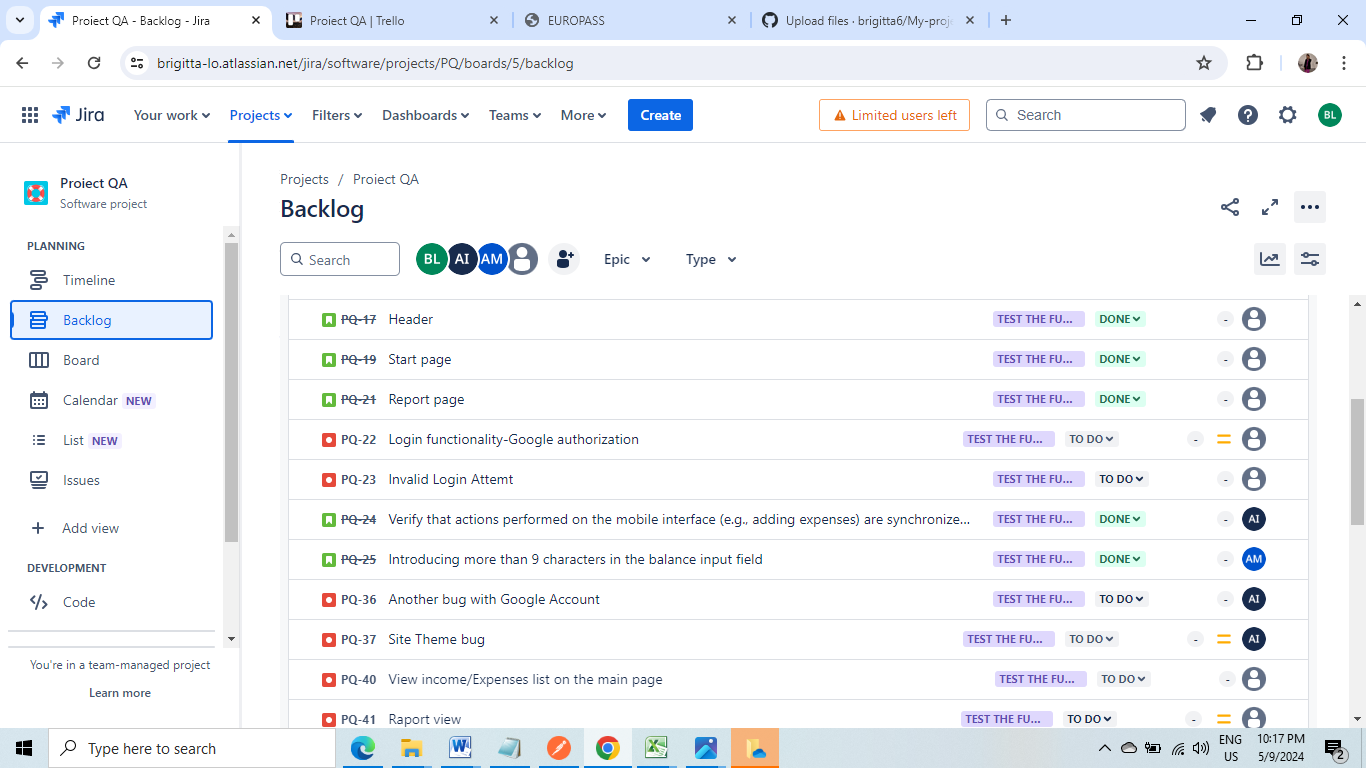 Proiect QA - Backlog - Jira
Proiect QA | Trello
EUROPASS
Upload files · brigitta6/My-proje
brigitta-lo.atlassian.net/jira/software/projects/PQ/boards/5/backlog
Jira
Your work
Projects
Filters
Dashboards
Teams
More
Create
Limited users left
Search
BL
Proiect QA
Software project
PLANNING
Timeline
Backlog
Board
Calendar NEW
List NEW
Issues
Add view
DEVELOPMENT
Code
You're in a team-managed project
Learn more
Projects / Proiect QA
Backlog
Search
BL AI AM
Epic
Type
PQ-17 Header TEST THE FU... DONE -
PQ-19 Start page TEST THE FU... DONE -
PQ-21 Report page TEST THE FU... DONE -
PQ-22 Login functionality-Google authorization TEST THE FU... TO DO -
PQ-23 Invalid Login Attemt TEST THE FU... TO DO -
PQ-24 Verify that actions performed on the mobile interface (e.g., adding expenses) are synchronize... TEST THE FU... DONE - AI
PQ-25 Introducing more than 9 characters in the balance input field TEST THE FU... DONE - AM
PQ-36 Another bug with Google Account TEST THE FU... TO DO - AI
PQ-37 Site Theme bug TEST THE FU... TO DO - AI
PQ-40 View income/Expenses list on the main page TEST THE FU... TO DO -
PQ-41 Raport view TEST THE FU... TO DO -
Type here to search
ENG
US
10:17 PM
5/9/2024
2